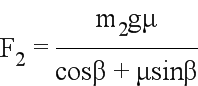 F₂ = m₂gμ / (cosβ + μsinβ)